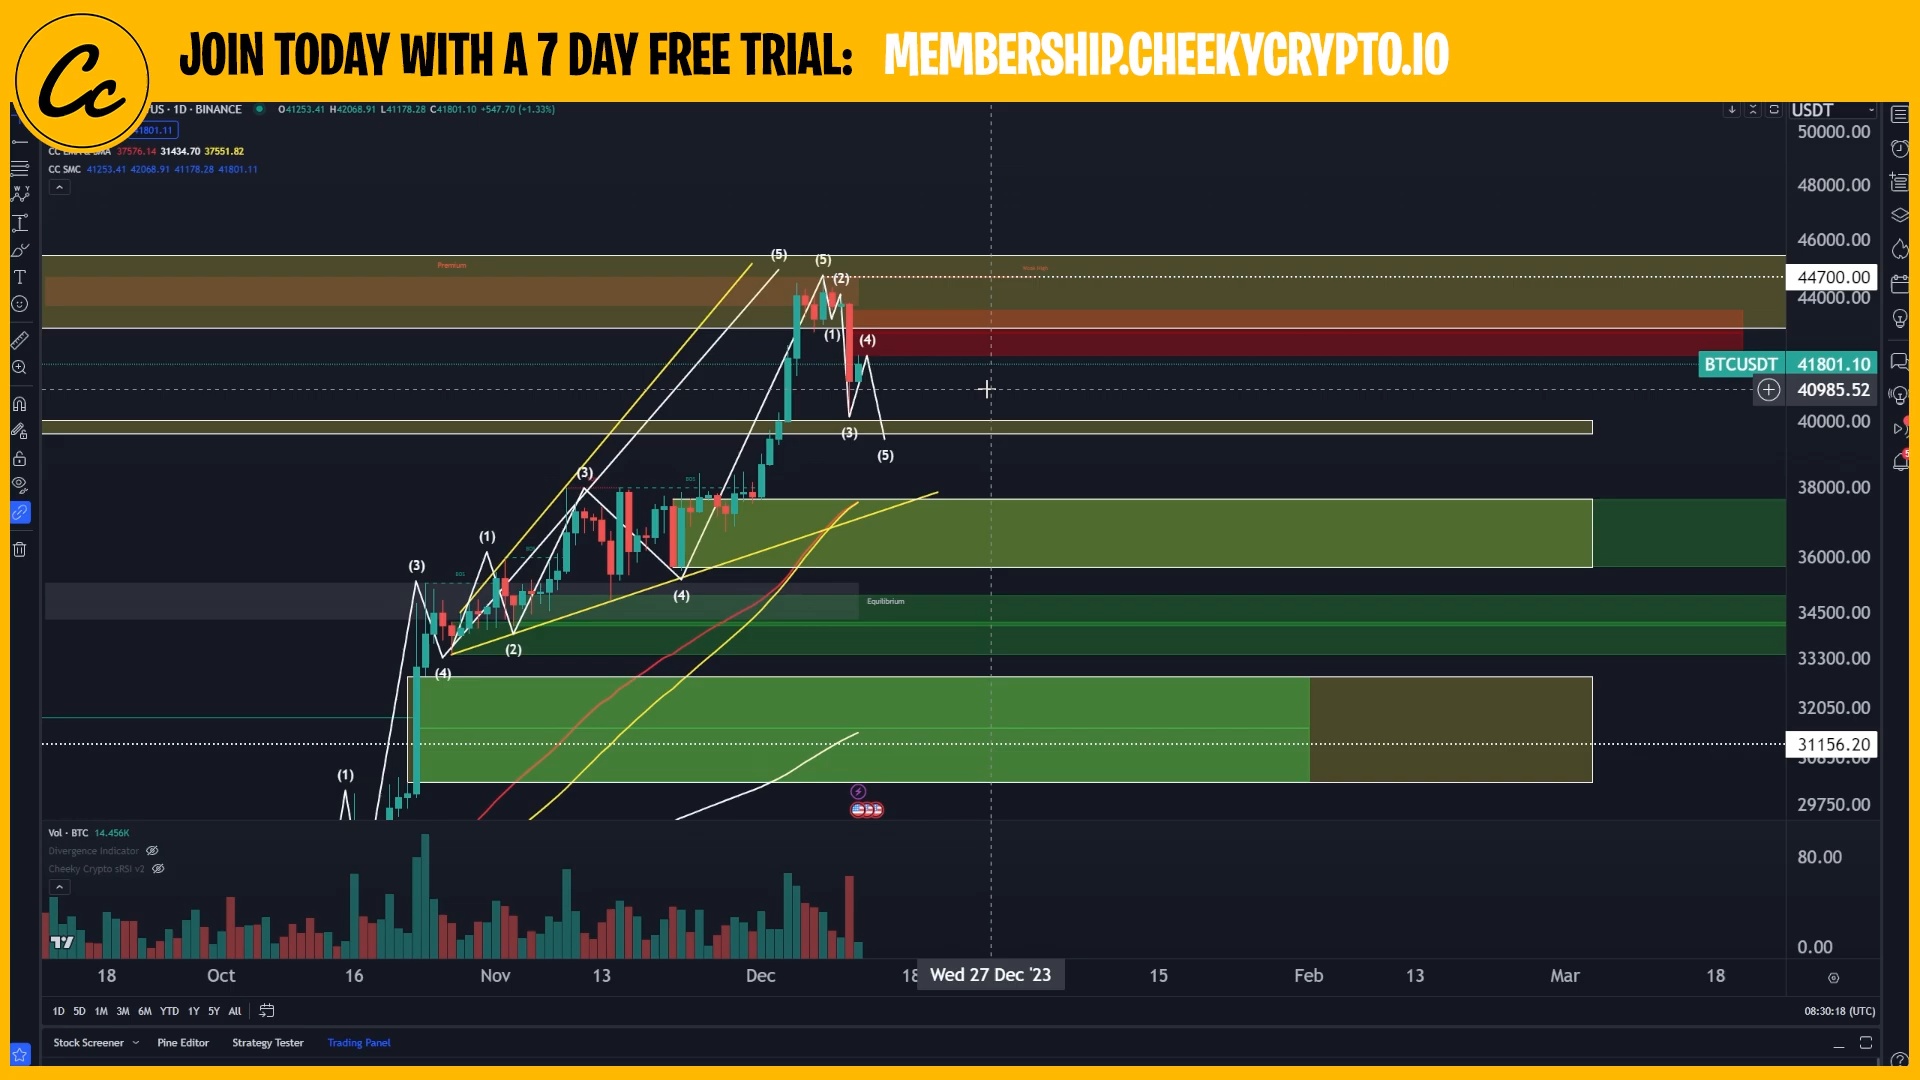 Cc JOIN TODAY WITH A 7 DAY FREE TRIAL: MEMBERSHIP.CHEEKYCRYPTO.IO
US · 1D · BINANCE O41253.41 H42068.91 L41178.28 C41801.10 +547.70 (+1.33%) USDT
41801.11
37576.14 31434.70 37551.82
CC SMC 41253.41 42068.91 41178.28 41801.11
50000.00
48000.00
46000.00
Premium
(5) (5)
(2)
44700.00
44000.00
(1) (4)
BTCUSDT 41801.10
40985.52
40000.00
(3)
(5)
(3)
BOS
38000.00
(1)
BOS
36000.00
(3)
BOS
(4)
Equilibrium
34500.00
(2)
33300.00
(4)
32050.00
31156.20
(1)
29750.00
Vol · BTC 14.456K
Divergence Indicator
Cheeky Crypto sRSI v2
80.00
0.00
18 Oct 16 Nov 13 Dec 18 Wed 27 Dec '23 15 Feb 13 Mar 18
1D 5D 1M 3M 6M YTD 1Y 5Y All 08:30:18 (UTC)
Stock Screener Pine Editor Strategy Tester Trading Panel